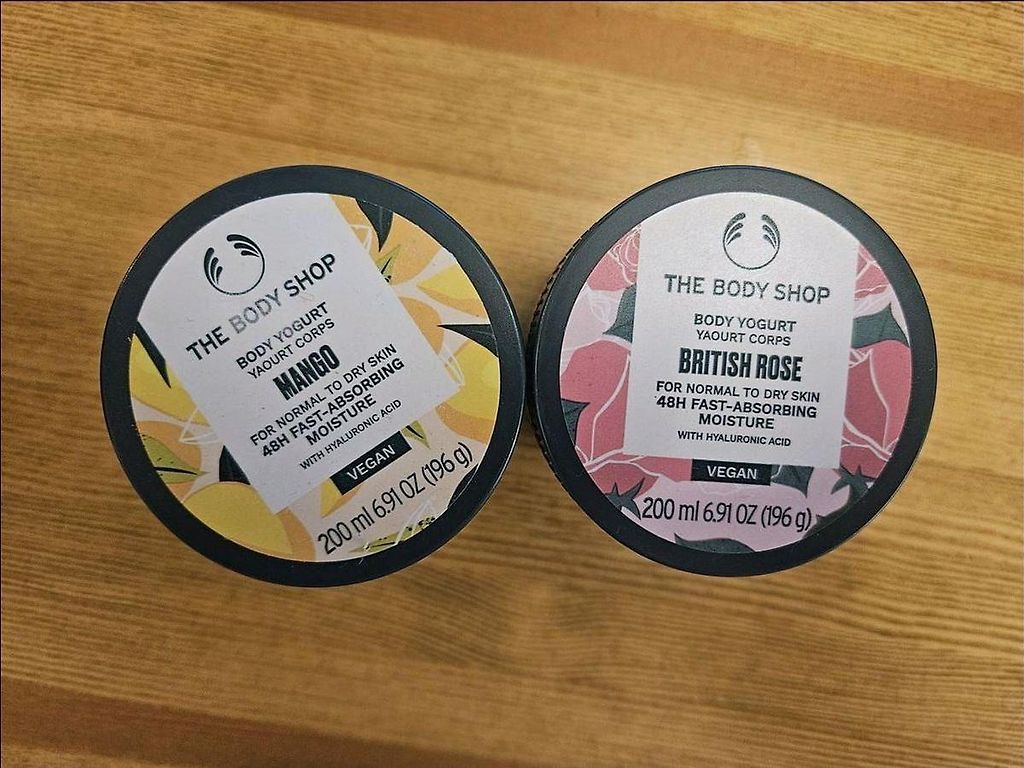 THE BODY SHOP
BODY YOGURT
YAOURT CORPS
MANGO
FOR NORMAL TO DRY SKIN
48H FAST-ABSORBING
MOISTURE
WITH HYALURONIC ACID
VEGAN
200 ml 6.91 OZ (196 g)
THE BODY SHOP
BODY YOGURT
YAOURT CORPS
BRITISH ROSE
FOR NORMAL TO DRY SKIN
48H FAST-ABSORBING
MOISTURE
WITH HYALURONIC ACID
VEGAN
200 ml 6.91 OZ (196 g)